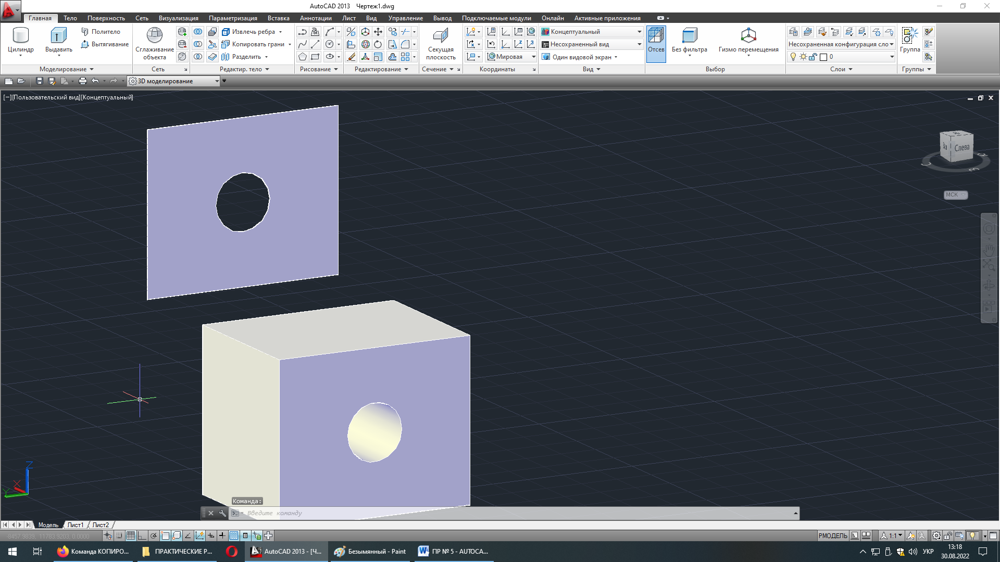 AutoCAD 2013 Чертеж1.dwg
Главная Тело Поверхность Сеть Визуализация Параметризация Вставка Аннотации Лист Вид Управление Вывод Подключаемые модули Онлайн Активные приложения
Цилиндр
Выдавить
Политело
Вытягивание
Моделирование
Сглаживание
объекта
Сеть
Извлечь ребра
Копировать грани
Разделить
Редактир. тело
Рисование
Редактирование
Секущая
плоскость
Сечение
Мировая
Координаты
Концептуальный
Несохраненный вид
Один видовой экран
Вид
Отсев
Без фильтра
Гизмо перемещения
Выбор
Несохраненная конфигурация сло
0
Слои
Группа
Группы
3D моделирование
[−][Пользовательский вид][Концептуальный]
Слева
МСК
Z
X
Y
Команда:
Введите команду
Модель Лист1 Лист2
-8457.9839, 11783.9203, 0.0000
РМОДЕЛЬ
1:1
Команда КОПИРО...
ПРАКТИЧЕСКИЕ Р...
AutoCAD 2013 - [Ч...
Безымянный - Paint
ПР № 5 - AUTOCA...
УКР
13:18
30.08.2022